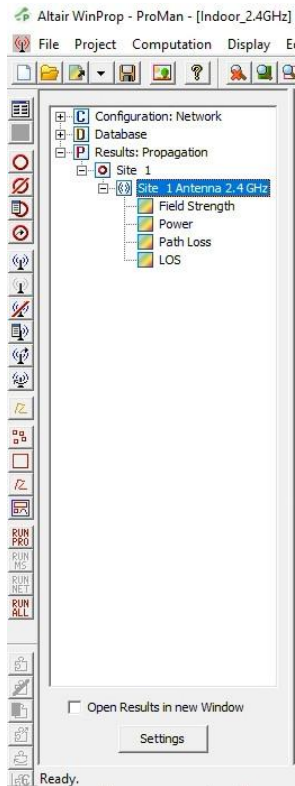 Altair WinProp - ProMan - [Indoor_2.4GHz]
File Project Computation Display
C Configuration: Network
D Database
P Results: Propagation
Site 1
Site 1 Antenna 2.4 GHz
Field Strength
Power
Path Loss
LOS
RUN PRO
RUN MS
RUN NET
RUN ALL
Open Results in new Window
Settings
Ready.